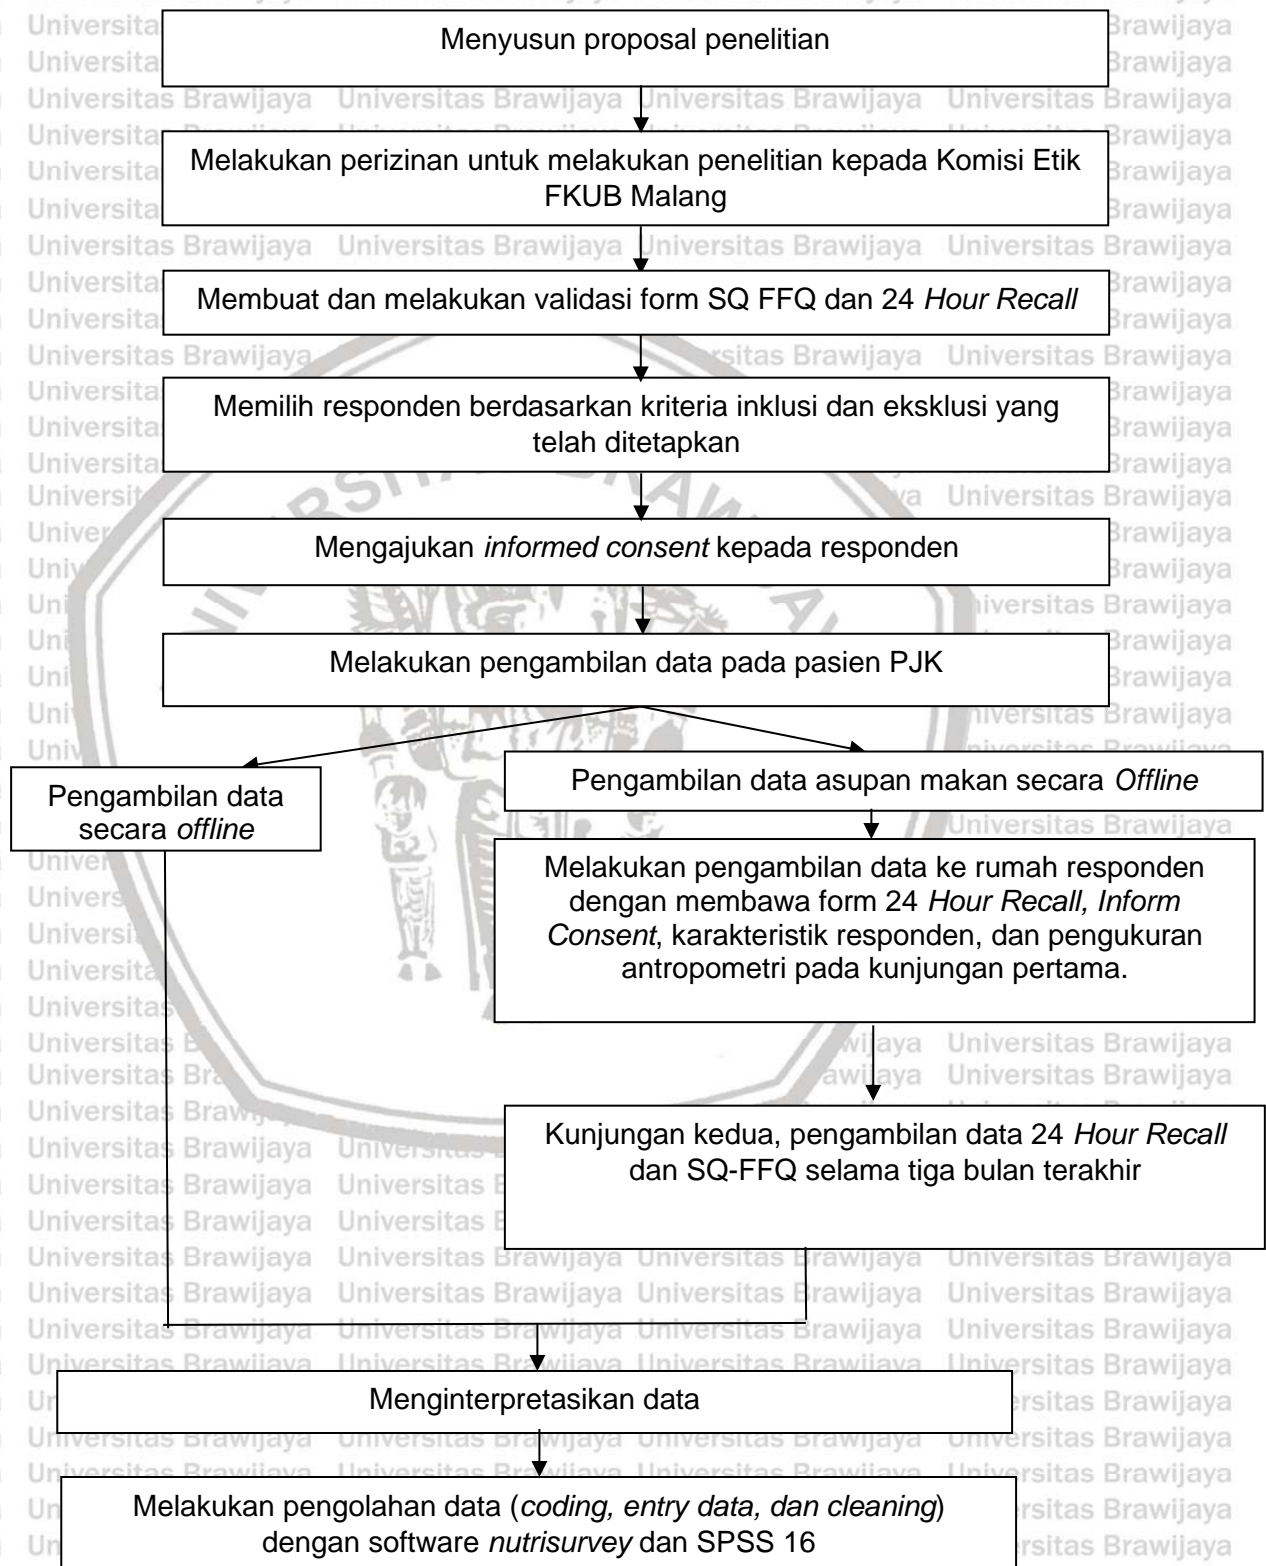 Menyusun proposal penelitian
Melakukan perizinan untuk melakukan penelitian kepada Komisi Etik
FKUB Malang
Membuat dan melakukan validasi form SQ FFQ dan 24 Hour Recall
Memilih responden berdasarkan kriteria inklusi dan eksklusi yang
telah ditetapkan
Mengajukan informed consent kepada responden
Melakukan pengambilan data pada pasien PJK
Pengambilan data
secara offline
Pengambilan data asupan makan secara Offline
Melakukan pengambilan data ke rumah responden
dengan membawa form 24 Hour Recall, Inform
Consent, karakteristik responden, dan pengukuran
antropometri pada kunjungan pertama.
Kunjungan kedua, pengambilan data 24 Hour Recall
dan SQ-FFQ selama tiga bulan terakhir
Menginterpretasikan data
Melakukan pengolahan data (coding, entry data, dan cleaning)
dengan software nutrisurvey dan SPSS 16